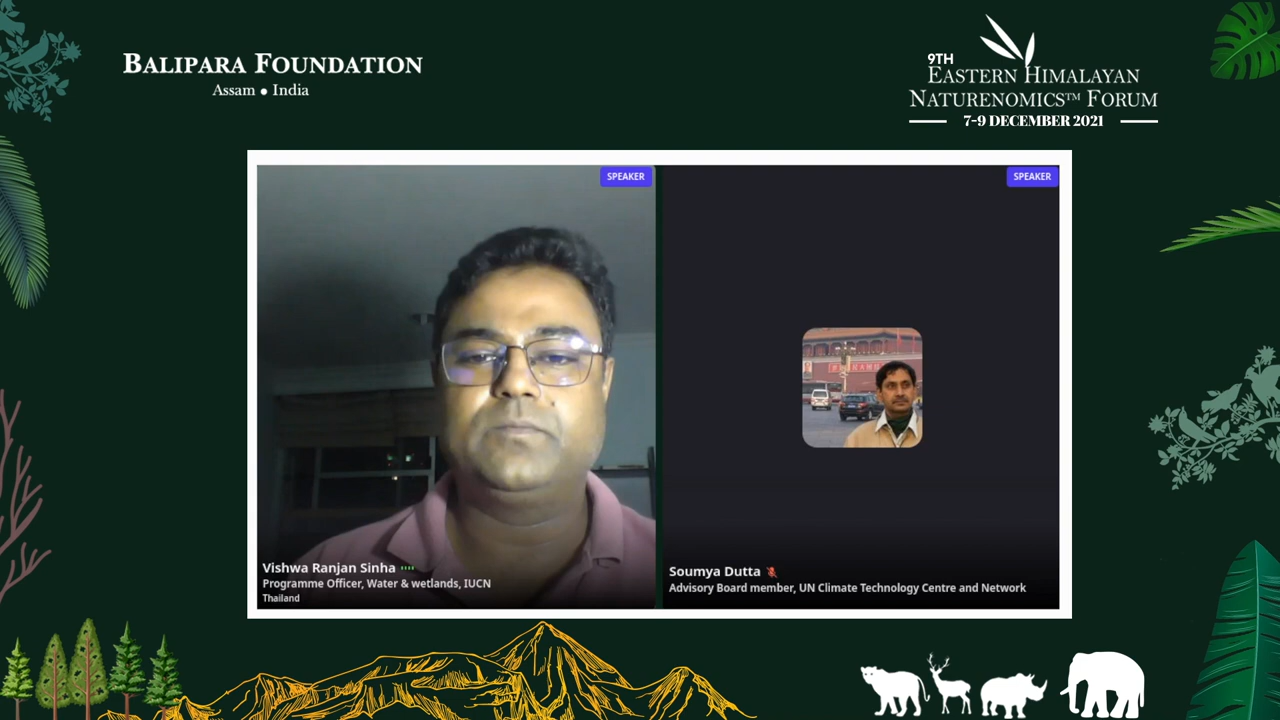 BALIPARA FOUNDATION
Assam • India
9TH
EASTERN HIMALAYAN
NATURENOMICS™ FORUM
7-9 DECEMBER 2021
SPEAKER
SPEAKER
Vishwa Ranjan Sinha
Programme Officer, Water & wetlands, IUCN
Thailand
Soumya Dutta
Advisory Board member, UN Climate Technology Centre and Network